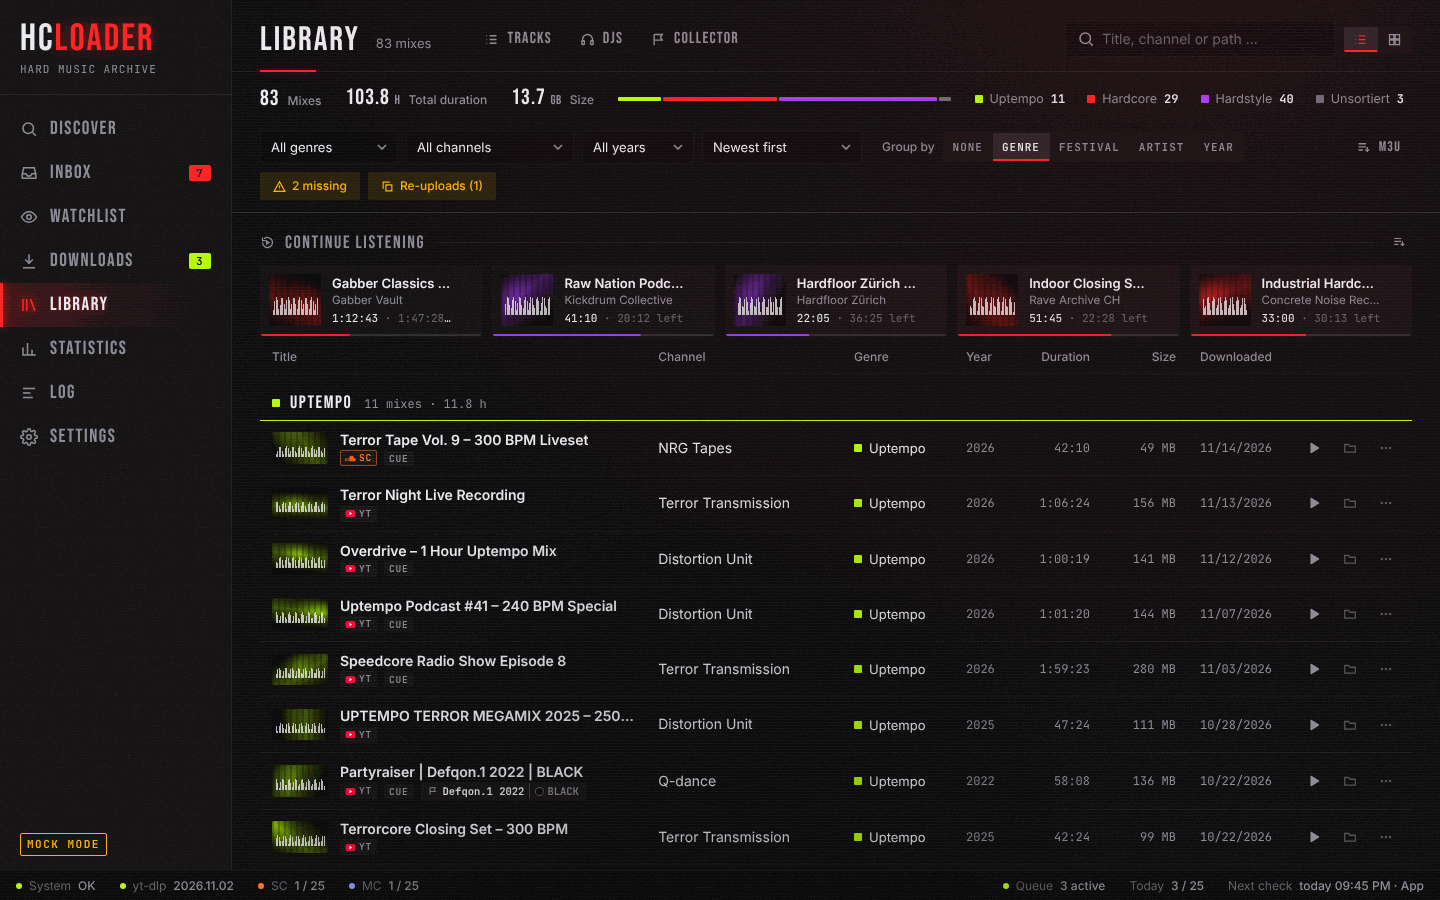 HCLOADER
HARD MUSIC ARCHIVE
DISCOVER
INBOX 7
WATCHLIST
DOWNLOADS 3
LIBRARY
STATISTICS
LOG
SETTINGS
MOCK MODE
LIBRARY 83 mixes TRACKS DJS COLLECTOR Title, channel or path ...
83 Mixes 103.8 H Total duration 13.7 GB Size Uptempo 11 Hardcore 29 Hardstyle 40 Unsortiert 3
All genres All channels All years Newest first Group by NONE GENRE FESTIVAL ARTIST YEAR M3U
2 missing Re-uploads (1)
CONTINUE LISTENING
Gabber Classics ...
Gabber Vault
1:12:43 · 1:47:28…
Raw Nation Podc...
Kickdrum Collective
41:10 · 20:12 left
Hardfloor Zürich ...
Hardfloor Zürich
22:05 · 36:25 left
Indoor Closing S...
Rave Archive CH
51:45 · 22:28 left
Industrial Hardc...
Concrete Noise Rec...
33:00 · 30:13 left
Title Channel Genre Year Duration Size Downloaded
UPTEMPO 11 mixes · 11.8 h
Terror Tape Vol. 9 – 300 BPM Liveset
SC CUE
NRG Tapes Uptempo 2026 42:10 49 MB 11/14/2026
Terror Night Live Recording
YT
Terror Transmission Uptempo 2026 1:06:24 156 MB 11/13/2026
Overdrive – 1 Hour Uptempo Mix
YT CUE
Distortion Unit Uptempo 2026 1:00:19 141 MB 11/12/2026
Uptempo Podcast #41 – 240 BPM Special
YT CUE
Distortion Unit Uptempo 2026 1:01:20 144 MB 11/07/2026
Speedcore Radio Show Episode 8
YT CUE
Terror Transmission Uptempo 2026 1:59:23 280 MB 11/03/2026
UPTEMPO TERROR MEGAMIX 2025 – 250...
YT
Distortion Unit Uptempo 2025 47:24 111 MB 10/28/2026
Partyraiser | Defqon.1 2022 | BLACK
YT CUE Defqon.1 2022 BLACK
Q-dance Uptempo 2022 58:08 136 MB 10/22/2026
Terrorcore Closing Set – 300 BPM
YT
Terror Transmission Uptempo 2025 42:24 99 MB 10/22/2026
System OK yt-dlp 2026.11.02 SC 1 / 25 MC 1 / 25 Queue 3 active Today 3 / 25 Next check today 09:45 PM · App